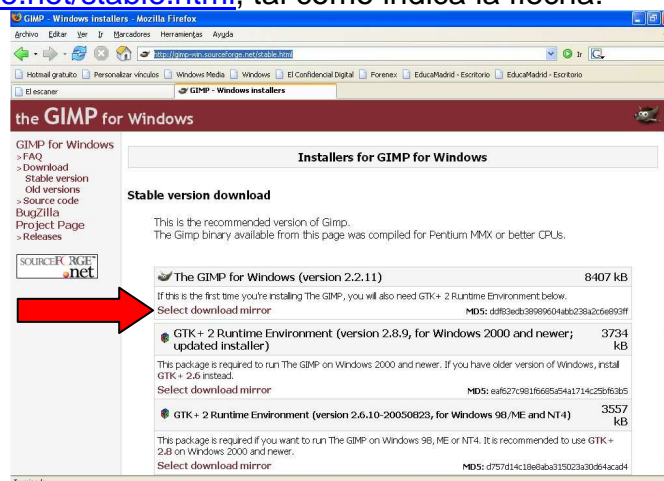 e.net/stable.html, tal como indica la flecha:
GIMP - Windows installers - Mozilla Firefox
Archivo Editar Ver Ir Marcadores Herramientas Ayuda
http://gimp-win.sourceforge.net/stable.html Ir
Hotmail gratuito Personalizar vínculos Windows Media Windows El Confidencial Digital Forenex EducaMadrid - Escritorio EducaMadrid - Escritorio
El escaner GIMP - Windows installers
the GIMP for Windows
GIMP for Windows
> FAQ
> Download
Stable version
Old versions
> Source code
BugZilla
Project Page
> Releases
SOURCEFORGE
.net
Installers for GIMP for Windows
Stable version download
This is the recommended version of Gimp.
The Gimp binary available from this page was compiled for Pentium MMX or better CPUs.
The GIMP for Windows (version 2.2.11) 8407 kB
If this is the first time you're installing The GIMP, you will also need GTK+ 2 Runtime Environment below.
Select download mirror MD5: ddf83edb38989604abb238a2c6e893ff
GTK+ 2 Runtime Environment (version 2.8.9, for Windows 2000 and newer; 3734
updated installer) kB
This package is required to run The GIMP on Windows 2000 and newer. If you have older version of Windows, install
GTK+ 2.6 instead.
Select download mirror MD5: eaf627c981f6685a54a1714c25bf63b5
GTK+ 2 Runtime Environment (version 2.6.10-20050823, for Windows 98/ME and NT4) 3557
kB
This package is required if you want to run The GIMP on Windows 98, ME or NT4. It is recommended to use GTK+
2.8 on Windows 2000 and newer.
Select download mirror MD5: d757d14c18e8aba315023a30d64acad4